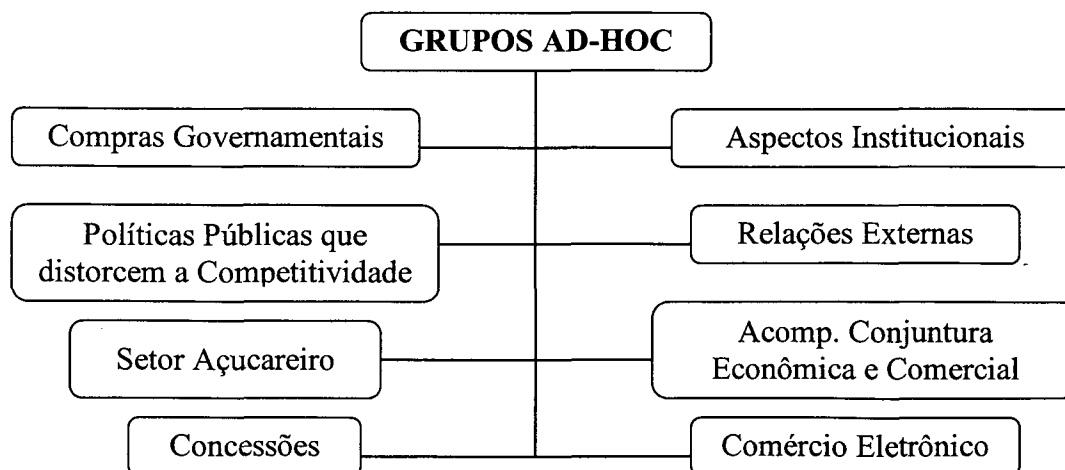 GRUPOS AD-HOC
Compras Governamentais
Aspectos Institucionais
Políticas Públicas que
distorcem a Competitividade
Relações Externas
Setor Açucareiro
Acomp. Conjuntura
Econômica e Comercial
Concessões
Comércio Eletrônico